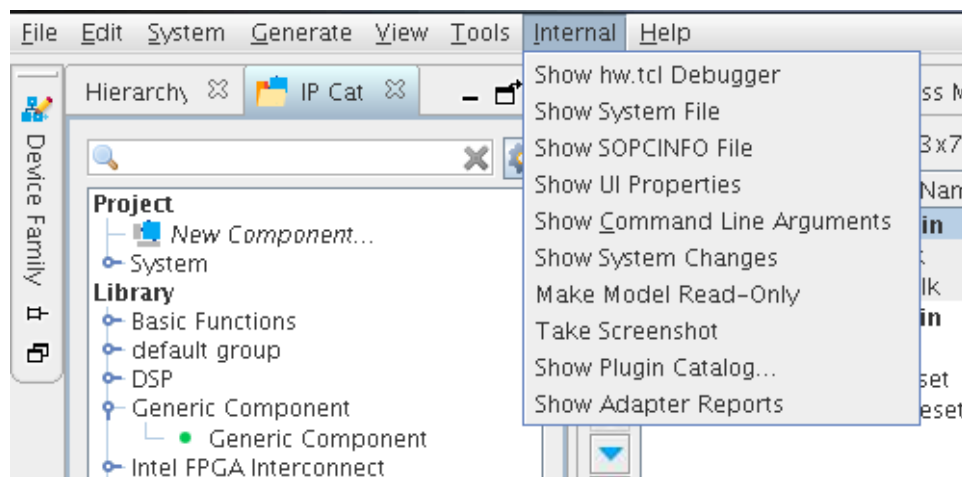 File Edit System Generate View Tools Internal Help
Hierarchy IP Cat
Device Family
Project
New Component...
System
Library
Basic Functions
default group
DSP
Generic Component
Generic Component
Intel FPGA Interconnect
Show hw.tcl Debugger
Show System File
Show SOPCINFO File
Show UI Properties
Show Command Line Arguments
Show System Changes
Make Model Read-Only
Take Screenshot
Show Plugin Catalog...
Show Adapter Reports